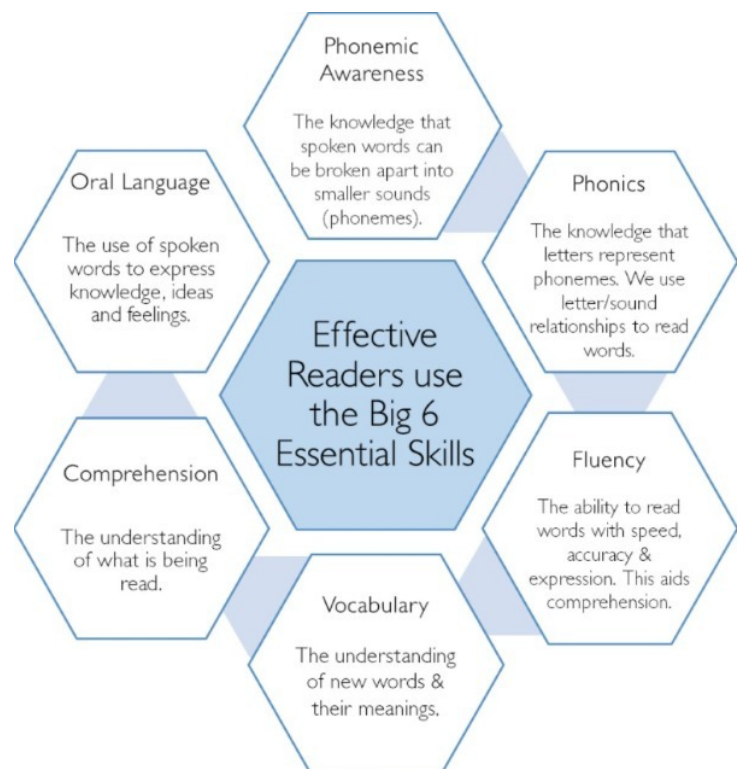 Phonemic
Awareness
The knowledge that
spoken words can
be broken apart into
smaller sounds
(phonemes).
Phonics
The knowledge that
letters represent
phonemes. We use
letter/sound
relationships to read
words.
Fluency
The ability to read
words with speed,
accuracy &
expression. This aids
comprehension.
Vocabulary
The understanding
of new words &
their meanings.
Comprehension
The understanding
of what is being
read.
Oral Language
The use of spoken
words to express
knowledge, ideas
and feelings.
Effective
Readers use
the Big 6
Essential Skills